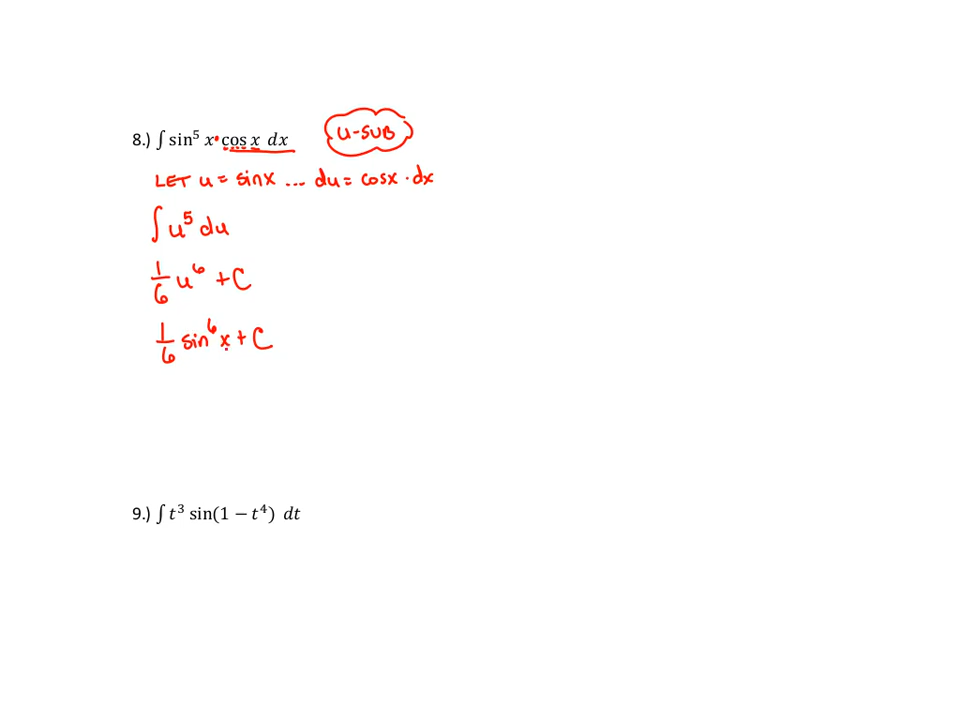 8.) ∫ sin⁵ x • cos x dx U-SUB
LET u = sinx ... du = cosx · dx
∫ u⁵ du
1/6 u⁶ + C
1/6 sin⁶ x + C
9.) ∫ t³ sin(1 − t⁴) dt